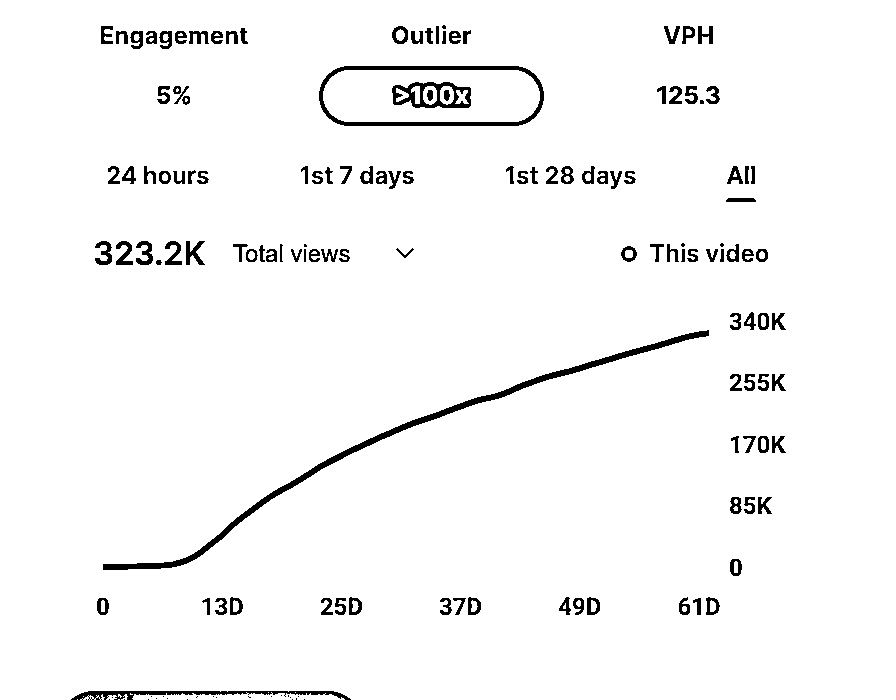 Engagement Outlier VPH
5% >100x 125.3
24 hours 1st 7 days 1st 28 days All
323.2K Total views This video
340K
255K
170K
85K
0
0 13D 25D 37D 49D 61D